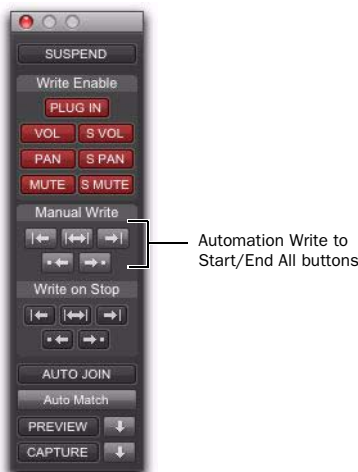 SUSPEND
Write Enable
PLUG IN
VOL S VOL
PAN S PAN
MUTE S MUTE
Manual Write
Automation Write to
Start/End All buttons
Write on Stop
AUTO JOIN
Auto Match
PREVIEW
CAPTURE